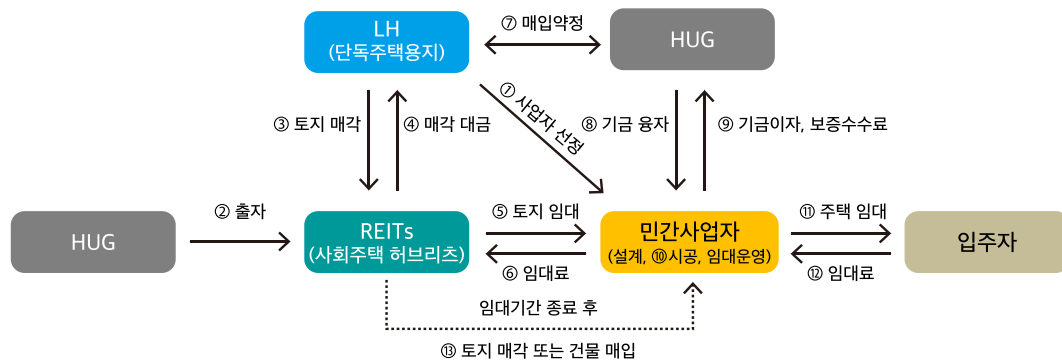 LH
(단독주택용지)
⑦ 매입약정
HUG
③ 토지 매각
④ 매각 대금
① 사업자 선정
⑧ 기금 융자
⑨ 기금이자, 보증수수료
HUG
② 출자
REITs
(사회주택 허브리츠)
⑤ 토지 임대
⑥ 임대료
민간사업자
(설계, ⑩시공, 임대운영)
⑪ 주택 임대
⑫ 임대료
입주자
임대기간 종료 후
⑬ 토지 매각 또는 건물 매입